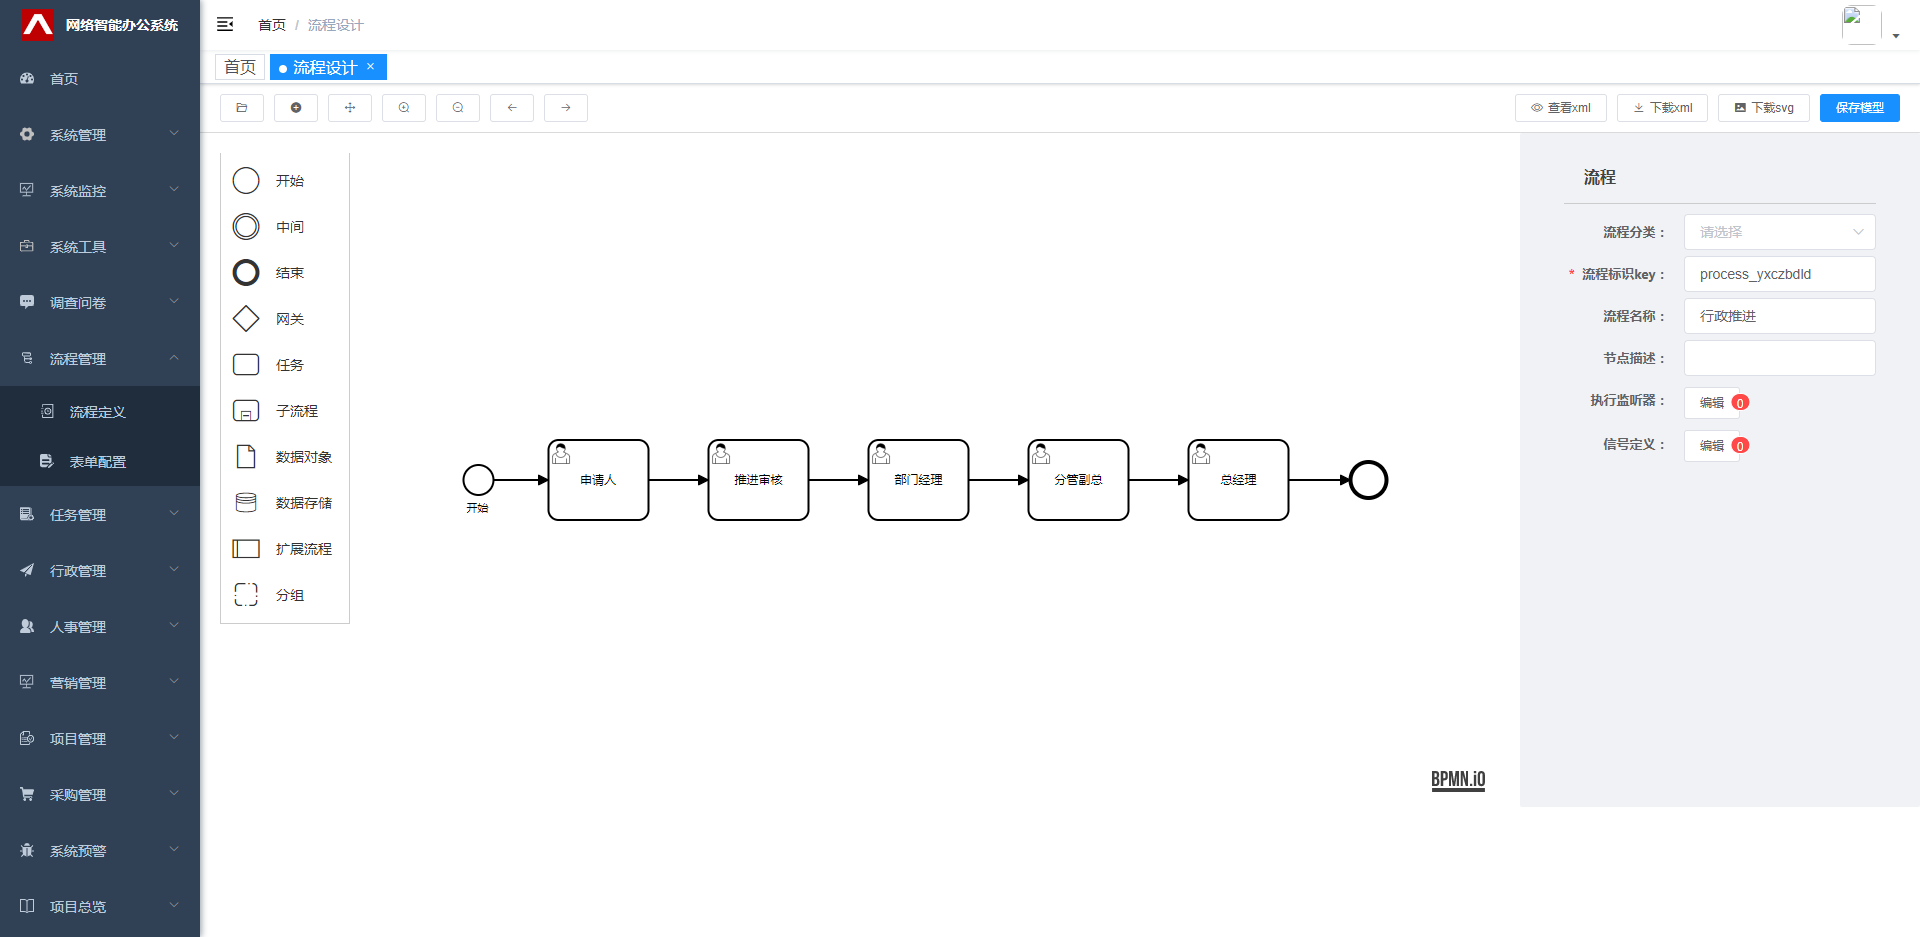 网络智能办公系统
首页 / 流程设计
首页
流程设计 ×
首页
系统管理
系统监控
系统工具
调查问卷
流程管理
流程定义
表单配置
任务管理
行政管理
人事管理
营销管理
项目管理
采购管理
系统预警
项目总览
查看xml
下载xml
下载svg
保存模型
开始
中间
结束
网关
任务
子流程
数据对象
数据存储
扩展流程
分组
开始
申请人
推进审核
部门经理
分管副总
总经理
BPMN.iO
流程
流程分类： 请选择
* 流程标识key： process_yxczbdld
流程名称： 行政推进
节点描述：
执行监听器： 编辑 0
信号定义： 编辑 0